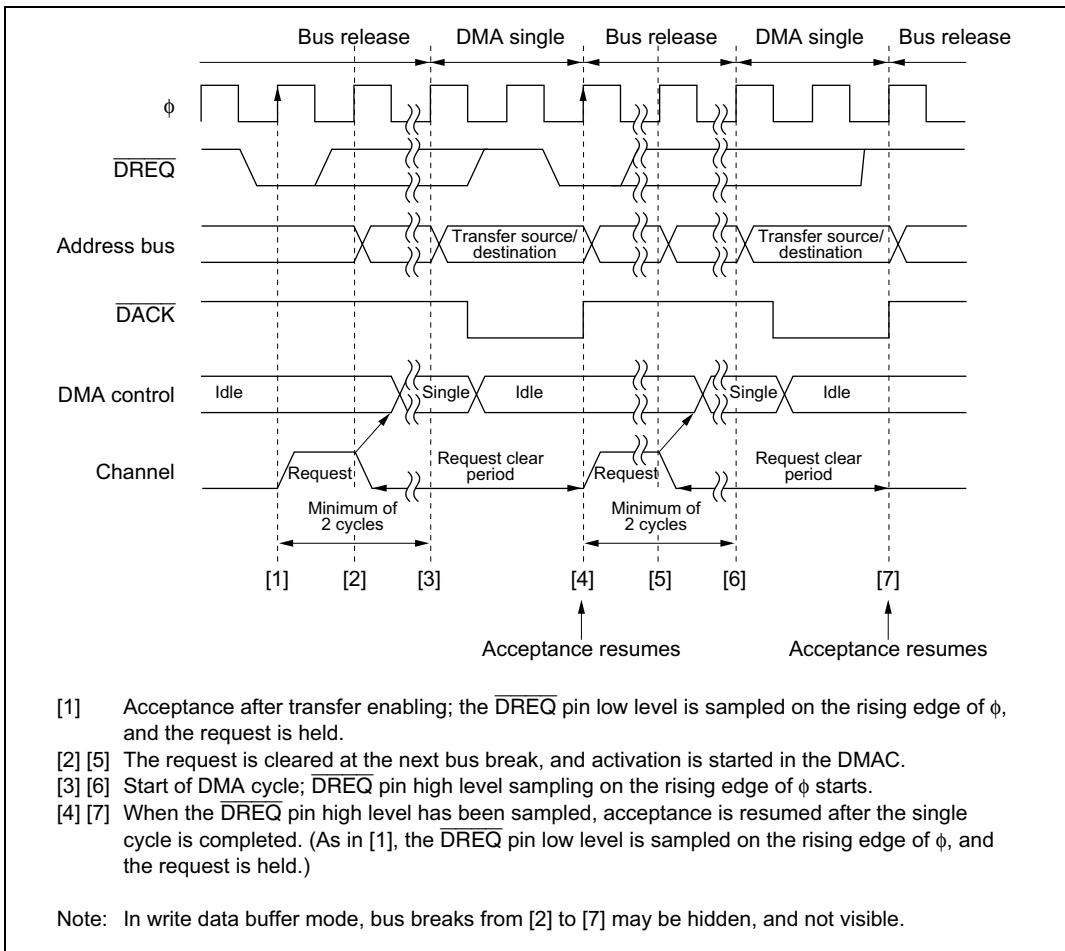 Bus release DMA single Bus release DMA single Bus release
ϕ
DREQ
Address bus Transfer source/ Transfer source/
destination destination
DACK
DMA control Idle Single Idle Single Idle
Channel Request Request clear Request Request clear
period period
Minimum of Minimum of
2 cycles 2 cycles
[1] [2] [3] [4] [5] [6] [7]
Acceptance resumes Acceptance resumes
[1] Acceptance after transfer enabling; the DREQ pin low level is sampled on the rising edge of ϕ,
and the request is held.
[2] [5] The request is cleared at the next bus break, and activation is started in the DMAC.
[3] [6] Start of DMA cycle; DREQ pin high level sampling on the rising edge of ϕ starts.
[4] [7] When the DREQ pin high level has been sampled, acceptance is resumed after the single
cycle is completed. (As in [1], the DREQ pin low level is sampled on the rising edge of ϕ, and
the request is held.)
Note: In write data buffer mode, bus breaks from [2] to [7] may be hidden, and not visible.